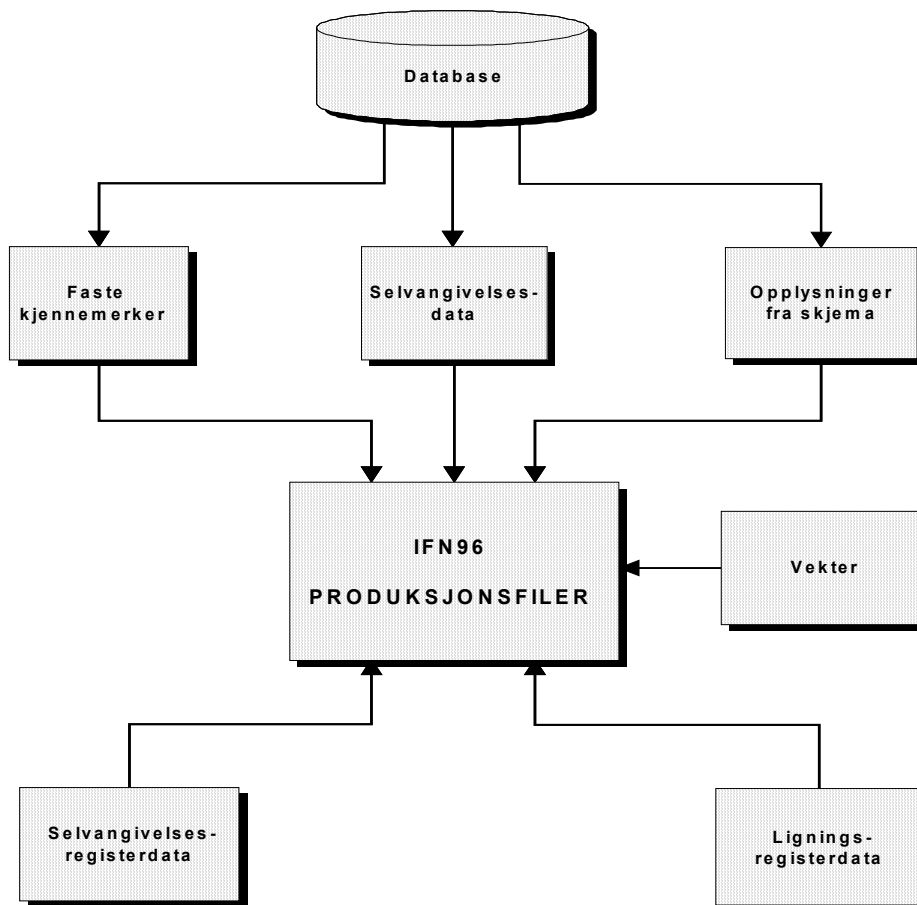 Database
Faste
kjennemerker
Selvangivelses-
data
Opplysninger
fra skjema
IFN96
PRODUKSJONSFILER
Vekter
Selvangivelses-
registerdata
Lignings-
registerdata